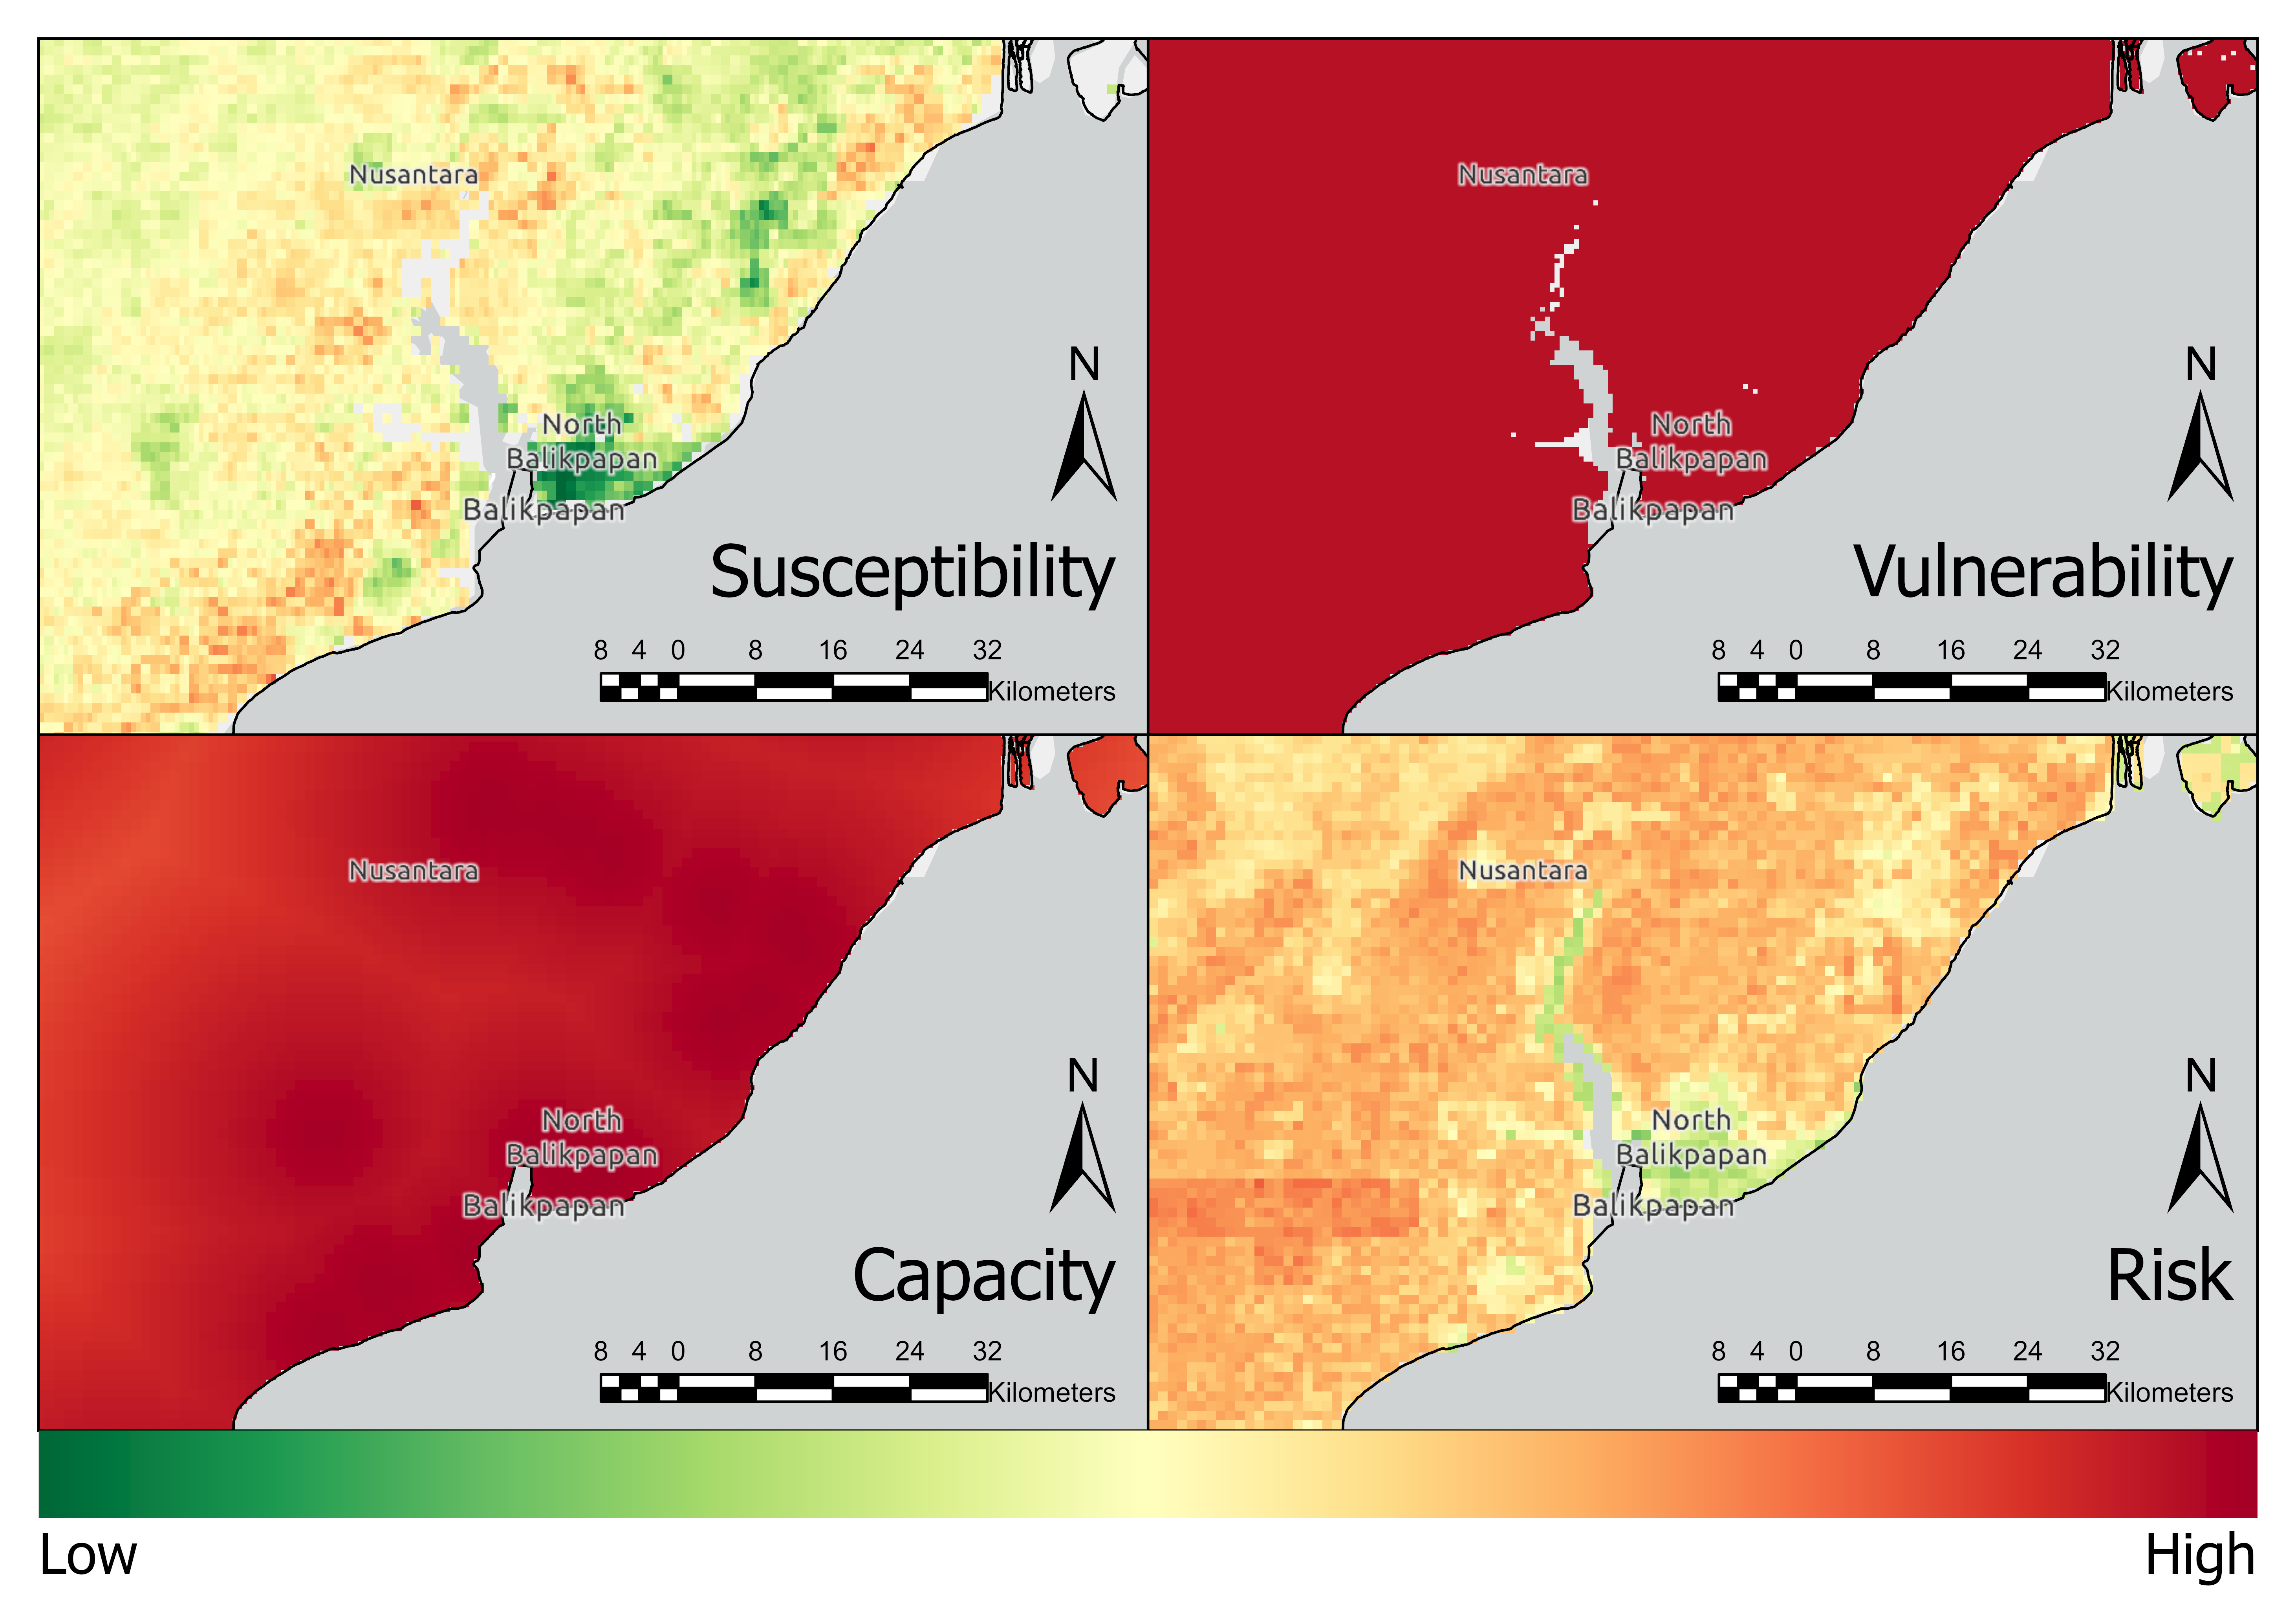 Nusantara
North
Balikpapan
Balikpapan
N
Susceptibility
8 4 0 8 16 24 32
Kilometers
Nusantara
North
Balikpapan
Balikpapan
N
Vulnerability
8 4 0 8 16 24 32
Kilometers
Nusantara
North
Balikpapan
Balikpapan
N
Capacity
8 4 0 8 16 24 32
Kilometers
Nusantara
North
Balikpapan
Balikpapan
N
Risk
8 4 0 8 16 24 32
Kilometers
Low High